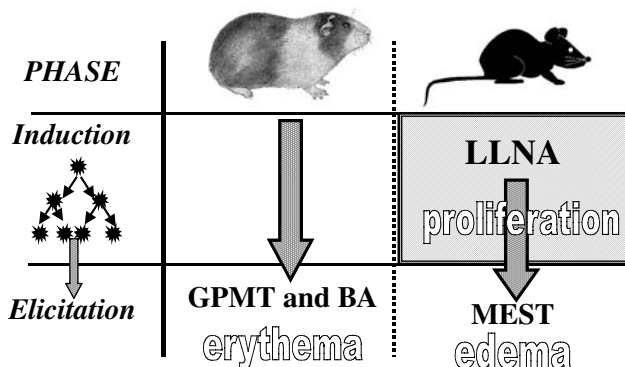 PHASE
Induction
LLNA
proliferation
Elicitation
GPMT and BA
erythema
MEST
edema